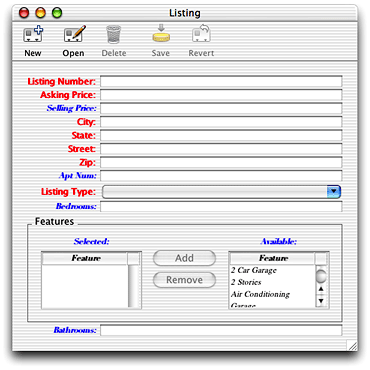 Listing
New Open Delete Save Revert
Listing Number:
Asking Price:
Selling Price:
City:
State:
Street:
Zip:
Apt Num:
Listing Type:
Bedrooms:
Features
Selected: Available:
Feature Add Feature
2 Car Garage
Remove 2 Stories
Air Conditioning
Garage
Bathrooms: